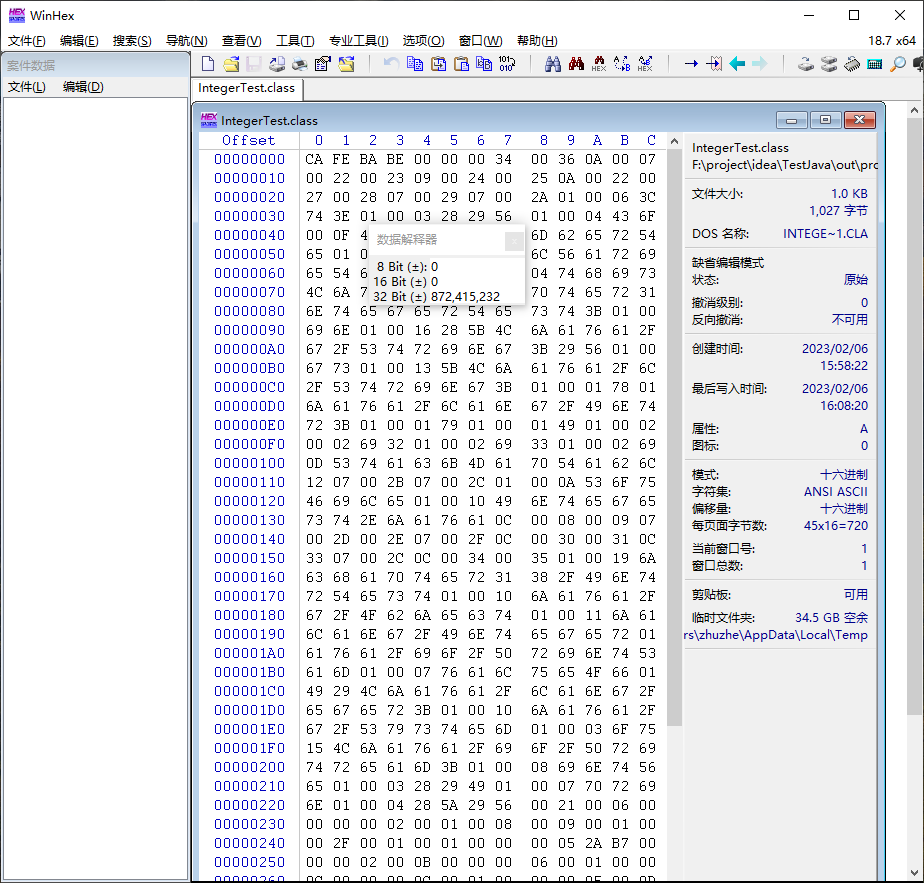 WinHex
文件(F) 编辑(E) 搜索(S) 导航(N) 查看(V) 工具(T) 专业工具(I) 选项(O) 窗口(W) 帮助(H) 18.7 x64
案件数据
文件(L) 编辑(D)
IntegerTest.class
IntegerTest.class
Offset 0 1 2 3 4 5 6 7 8 9 A B C
00000000 CA FE BA BE 00 00 00 34 00 36 0A 00 07
00000010 00 22 00 23 09 00 24 00 25 0A 00 22 00
00000020 27 00 28 07 00 29 07 00 2A 01 00 06 3C
00000030 74 3E 01 00 03 28 29 56 01 00 04 43 6F
00000040 00 0F 4 6D 62 65 72 54
00000050 65 01 0 6C 56 61 72 69
00000060 65 54 6 04 74 68 69 73
00000070 4C 6A 7 70 74 65 72 31
00000080 6E 74 65 67 65 72 54 65 73 74 3B 01 00
00000090 69 6E 01 00 16 28 5B 4C 6A 61 76 61 2F
000000A0 67 2F 53 74 72 69 6E 67 3B 29 56 01 00
000000B0 67 73 01 00 13 5B 4C 6A 61 76 61 2F 6C
000000C0 2F 53 74 72 69 6E 67 3B 01 00 01 78 01
000000D0 6A 61 76 61 2F 6C 61 6E 67 2F 49 6E 74
000000E0 72 3B 01 00 01 79 01 00 01 49 01 00 02
000000F0 00 02 69 32 01 00 02 69 33 01 00 02 69
00000100 0D 53 74 61 63 6B 4D 61 70 54 61 62 6C
00000110 12 07 00 2B 07 00 2C 01 00 0A 53 6F 75
00000120 46 69 6C 65 01 00 10 49 6E 74 65 67 65
00000130 73 74 2E 6A 61 76 61 0C 00 08 00 09 07
00000140 00 2D 00 2E 07 00 2F 0C 00 30 00 31 0C
00000150 33 07 00 2C 0C 00 34 00 35 01 00 19 6A
00000160 63 68 61 70 74 65 72 31 38 2F 49 6E 74
00000170 72 54 65 73 74 01 00 10 6A 61 76 61 2F
00000180 67 2F 4F 62 6A 65 63 74 01 00 11 6A 61
00000190 6C 61 6E 67 2F 49 6E 74 65 67 65 72 01
000001A0 61 76 61 2F 69 6F 2F 50 72 69 6E 74 53
000001B0 61 6D 01 00 07 76 61 6C 75 65 4F 66 01
000001C0 49 29 4C 6A 61 76 61 2F 6C 61 6E 67 2F
000001D0 65 67 65 72 3B 01 00 10 6A 61 76 61 2F
000001E0 67 2F 53 79 73 74 65 6D 01 00 03 6F 75
000001F0 15 4C 6A 61 76 61 2F 69 6F 2F 50 72 69
00000200 74 72 65 61 6D 3B 01 00 08 69 6E 74 56
00000210 65 01 00 03 28 29 49 01 00 07 70 72 69
00000220 6E 01 00 04 28 5A 29 56 00 21 00 06 00
00000230 00 00 00 02 00 01 00 08 00 09 00 01 00
00000240 00 2F 00 01 00 01 00 00 00 05 2A B7 00
00000250 00 00 02 00 0B 00 00 00 06 00 01 00 00
数据解释器
8 Bit (±): 0
16 Bit (±) 0
32 Bit (±) 872,415,232
IntegerTest.class
F:\project\idea\TestJava\out\pro
文件大小: 1.0 KB
1,027 字节
DOS 名称: INTEGE~1.CLA
缺省编辑模式
状态: 原始
撤消级别: 0
反向撤消: 不可用
创建时间: 2023/02/06
15:58:22
最后写入时间: 2023/02/06
16:08:20
属性: A
图标: 0
模式: 十六进制
字符集: ANSI ASCII
偏移量: 十六进制
每页面字节数: 45x16=720
当前窗口号: 1
窗口总数: 1
剪贴板: 可用
临时文件夹: 34.5 GB 空余
rs\zhuzhe\AppData\Local\Temp